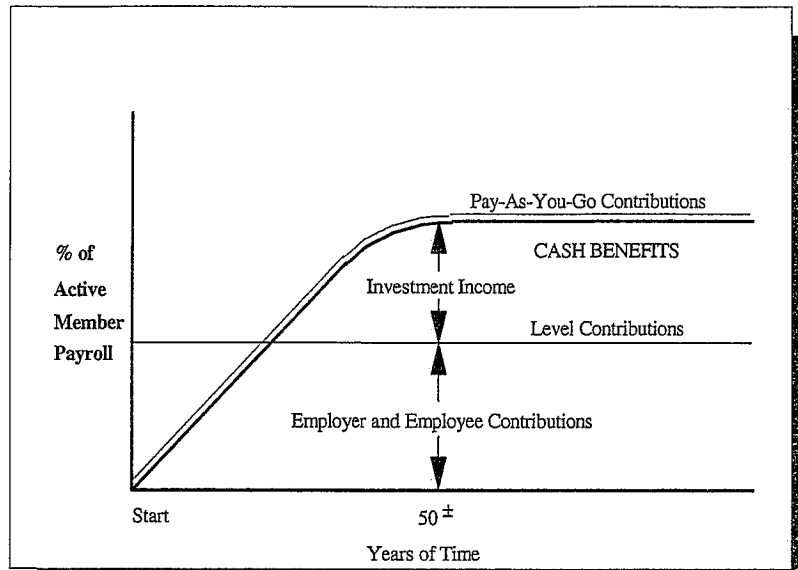 Pay-As-You-Go Contributions
CASH BENEFITS
% of
Active
Member
Payroll
Investment Income
Level Contributions
Employer and Employee Contributions
Start
50 ±
Years of Time